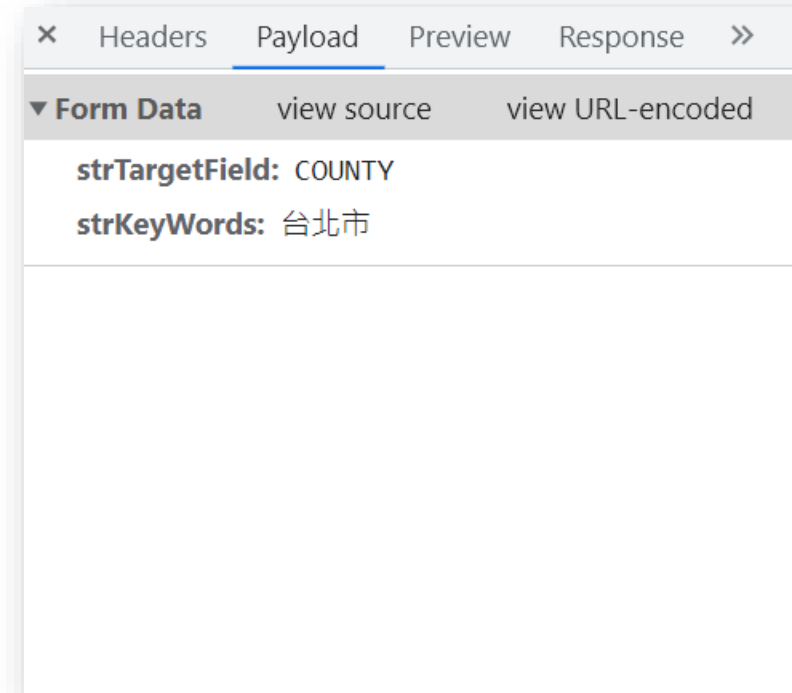 × Headers Payload Preview Response »
▼ Form Data view source view URL-encoded
strTargetField: COUNTY
strKeyWords: 台北市